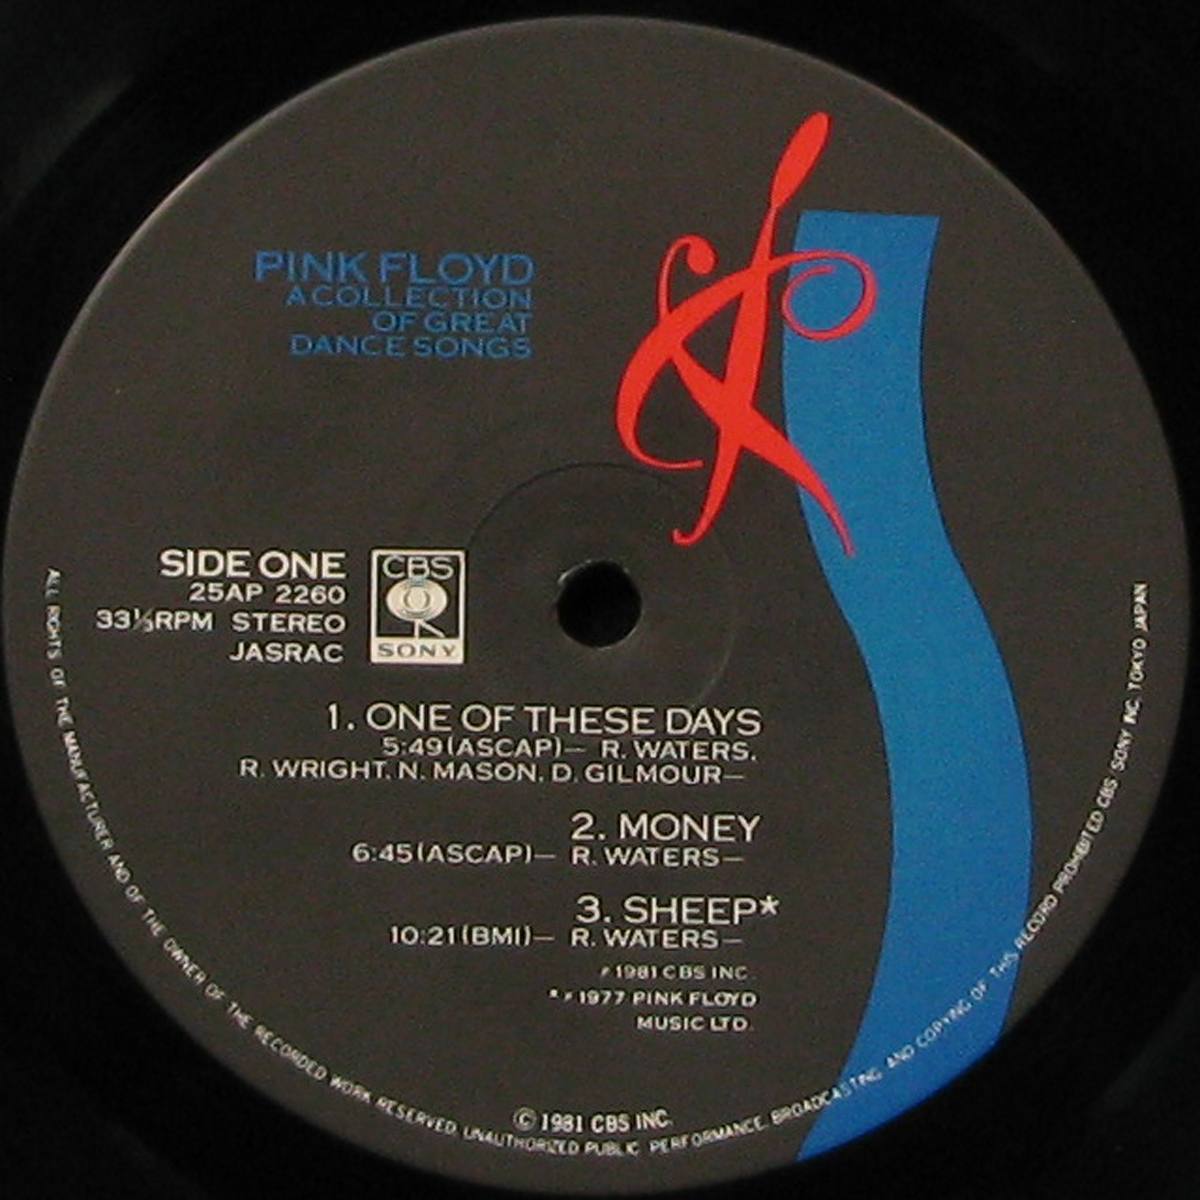 PINK FLOYD
A COLLECTION
OF GREAT
DANCE SONGS
SIDE ONE
25AP 2260
33⅓RPM STEREO
JASRAC
CBS
SONY
1. ONE OF THESE DAYS
5:49(ASCAP)— R. WATERS,
R. WRIGHT, N. MASON, D. GILMOUR—
2. MONEY
6:45(ASCAP)— R. WATERS—
3. SHEEP*
10:21(BMI)— R. WATERS—
℗ 1981 CBS INC.
* ℗ 1977 PINK FLOYD
MUSIC LTD.
© 1981 CBS INC.
ALL RIGHTS OF THE MANUFACTURER AND OF THE OWNER OF THE RECORDED WORK RESERVED. UNAUTHORIZED PUBLIC PERFORMANCE, BROADCASTING AND COPYING OF THIS RECORD PROHIBITED CBS/SONY INC. TOKYO JAPAN